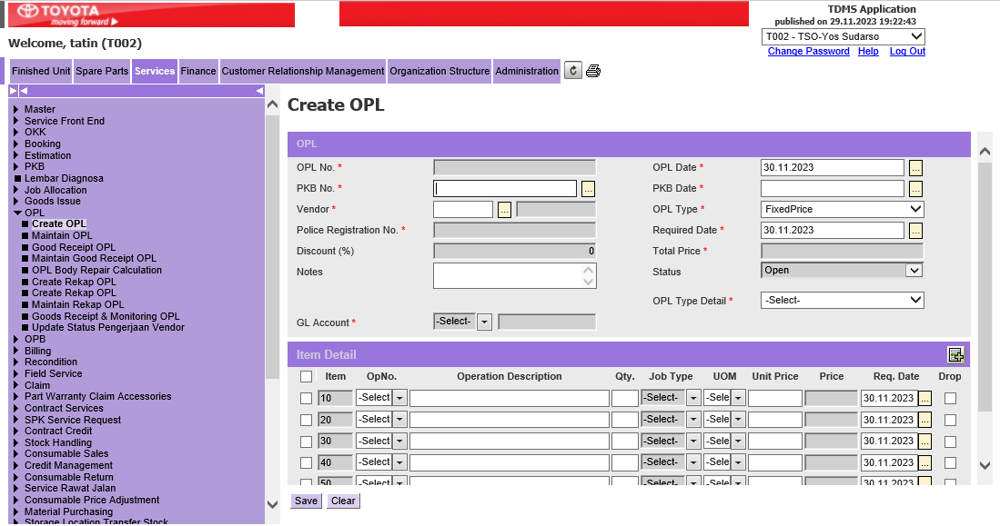 TOYOTA
moving forward
TDMS Application
published on 29.11.2023 19:22:43
Welcome, tatin (T002)
T002 - TSO-Yos Sudarso
Change Password Help Log Out
Finished Unit Spare Parts Services Finance Customer Relationship Management Organization Structure Administration
Master
Service Front End
OKK
Booking
Estimation
PKB
Lembar Diagnosa
Job Allocation
Goods Issue
OPL
Create OPL
Maintain OPL
Good Receipt OPL
Maintain Good Receipt OPL
OPL Body Repair Calculation
Create Rekap OPL
Create Rekap OPL
Maintain Rekap OPL
Goods Receipt & Monitoring OPL
Update Status Pengerjaan Vendor
OPB
Billing
Recondition
Field Service
Claim
Part Warranty Claim Accessories
Contract Services
SPK Service Request
Contract Credit
Stock Handling
Consumable Sales
Credit Management
Consumable Return
Service Rawat Jalan
Consumable Price Adjustment
Material Purchasing
Storage Location Transfer Stock
Create OPL
OPL
OPL No. * OPL Date * 30.11.2023 ...
PKB No. * ... PKB Date * ...
Vendor * ... OPL Type * FixedPrice
Police Registration No. * Required Date * 30.11.2023 ...
Discount (%) 0 Total Price *
Notes Status Open
OPL Type Detail * -Select-
GL Account * -Select-
Item Detail
Item OpNo. Operation Description Qty. Job Type UOM Unit Price Price Req. Date Drop
10 -Select -Select- -Sele 30.11.2023 ...
20 -Select -Select- -Sele 30.11.2023 ...
30 -Select -Select- -Sele 30.11.2023 ...
40 -Select -Select- -Sele 30.11.2023 ...
50 -Select -Select- -Sele 30.11.2023 ...
Save Clear